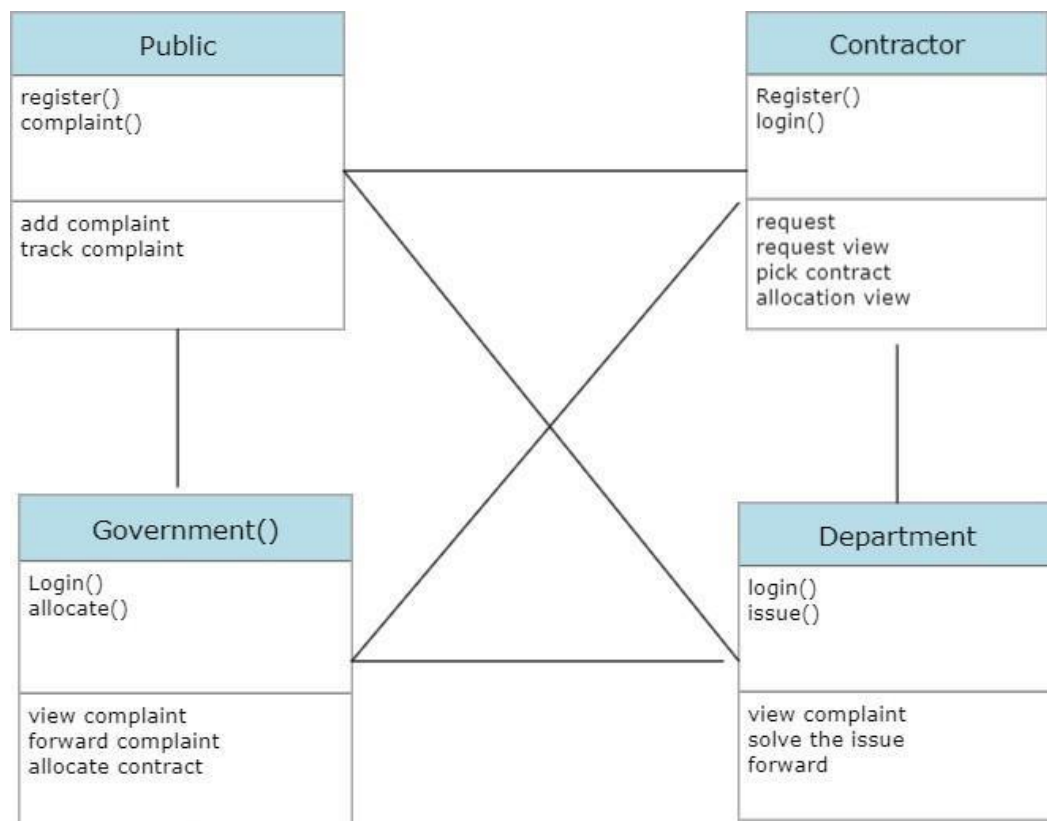 Public
register()
complaint()
add complaint
track complaint
Contractor
Register()
login()
request
request view
pick contract
allocation view
Government()
Login()
allocate()
view complaint
forward complaint
allocate contract
Department
login()
issue()
view complaint
solve the issue
forward